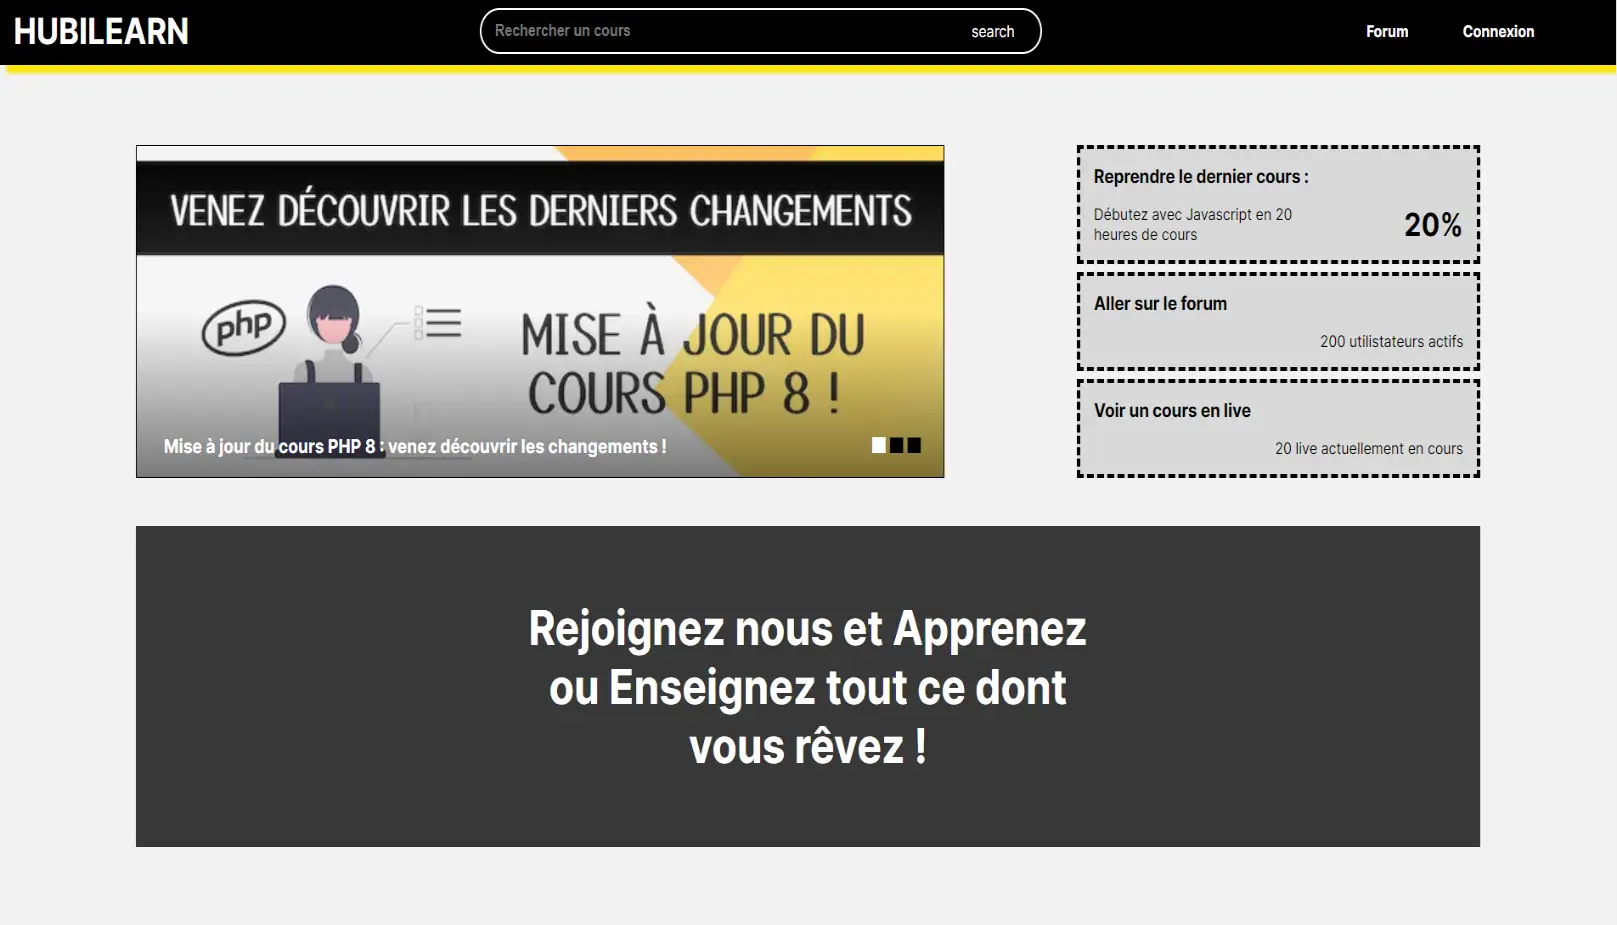 HUBILEARN
Rechercher un cours
search
Forum
Connexion
VENEZ DÉCOUVRIR LES DERNIERS CHANGEMENTS
php
MISE À JOUR DU
COURS PHP 8 !
Mise à jour du cours PHP 8 : venez découvrir les changements !
Reprendre le dernier cours :
Débutez avec Javascript en 20
heures de cours
20%
Aller sur le forum
200 utilistateurs actifs
Voir un cours en live
20 live actuellement en cours
Rejoignez nous et Apprenez
ou Enseignez tout ce dont
vous rêvez !